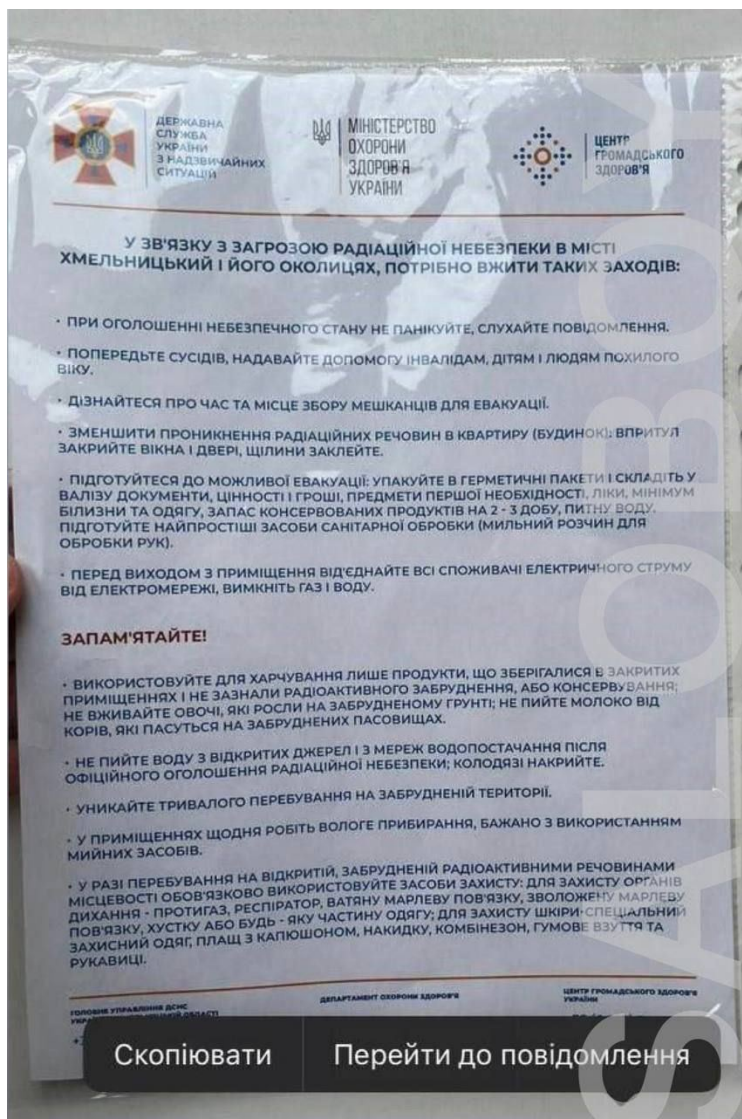 ДЕРЖАВНА
СЛУЖБА
УКРАЇНИ
З НАДЗВИЧАЙНИХ
СИТУАЦІЙ
МІНІСТЕРСТВО
ОХОРОНИ
ЗДОРОВ'Я
УКРАЇНИ
ЦЕНТР
ГРОМАДСЬКОГО
ЗДОРОВ'Я
У ЗВ'ЯЗКУ З ЗАГРОЗОЮ РАДІАЦІЙНОЇ НЕБЕЗПЕКИ В МІСТІ
ХМЕЛЬНИЦЬКИЙ І ЙОГО ОКОЛИЦЯХ, ПОТРІБНО ВЖИТИ ТАКИХ ЗАХОДІВ:
· ПРИ ОГОЛОШЕННІ НЕБЕЗПЕЧНОГО СТАНУ НЕ ПАНІКУЙТЕ, СЛУХАЙТЕ ПОВІДОМЛЕННЯ.
· ПОПЕРЕДЬТЕ СУСІДІВ, НАДАВАЙТЕ ДОПОМОГУ ІНВАЛІДАМ, ДІТЯМ І ЛЮДЯМ ПОХИЛОГО
ВІКУ.
· ДІЗНАЙТЕСЯ ПРО ЧАС ТА МІСЦЕ ЗБОРУ МЕШКАНЦІВ ДЛЯ ЕВАКУАЦІЇ.
· ЗМЕНШИТИ ПРОНИКНЕННЯ РАДІАЦІЙНИХ РЕЧОВИН В КВАРТИРУ (БУДИНОК): ВПРИТУЛ
ЗАКРИЙТЕ ВІКНА І ДВЕРІ, ЩІЛИНИ ЗАКЛЕЙТЕ.
· ПІДГОТУЙТЕСЯ ДО МОЖЛИВОЇ ЕВАКУАЦІЇ: УПАКУЙТЕ В ГЕРМЕТИЧНІ ПАКЕТИ І СКЛАДІТЬ У
ВАЛІЗУ ДОКУМЕНТИ, ЦІННОСТІ І ГРОШІ, ПРЕДМЕТИ ПЕРШОЇ НЕОБХІДНОСТІ, ЛІКИ, МІНІМУМ
БІЛИЗНИ ТА ОДЯГУ, ЗАПАС КОНСЕРВОВАНИХ ПРОДУКТІВ НА 2 - 3 ДОБУ, ПИТНУ ВОДУ.
ПІДГОТУЙТЕ НАЙПРОСТІШІ ЗАСОБИ САНІТАРНОЇ ОБРОБКИ (МИЛЬНИЙ РОЗЧИН ДЛЯ
ОБРОБКИ РУК).
· ПЕРЕД ВИХОДОМ З ПРИМІЩЕННЯ ВІД'ЄДНАЙТЕ ВСІ СПОЖИВАЧІ ЕЛЕКТРИЧНОГО СТРУМУ
ВІД ЕЛЕКТРОМЕРЕЖІ, ВИМКНІТЬ ГАЗ І ВОДУ.
ЗАПАМ'ЯТАЙТЕ!
· ВИКОРИСТОВУЙТЕ ДЛЯ ХАРЧУВАННЯ ЛИШЕ ПРОДУКТИ, ЩО ЗБЕРІГАЛИСЯ В ЗАКРИТИХ
ПРИМІЩЕННЯХ І НЕ ЗАЗНАЛИ РАДІОАКТИВНОГО ЗАБРУДНЕННЯ, АБО КОНСЕРВУВАННЯ;
НЕ ВЖИВАЙТЕ ОВОЧІ, ЯКІ РОСЛИ НА ЗАБРУДНЕНОМУ ГРУНТІ; НЕ ПИЙТЕ МОЛОКО ВІД
КОРІВ, ЯКІ ПАСУТЬСЯ НА ЗАБРУДНЕНИХ ПАСОВИЩАХ.
· НЕ ПИЙТЕ ВОДУ З ВІДКРИТИХ ДЖЕРЕЛ І З МЕРЕЖ ВОДОПОСТАЧАННЯ ПІСЛЯ
ОФІЦІЙНОГО ОГОЛОШЕННЯ РАДІАЦІЙНОЇ НЕБЕЗПЕКИ; КОЛОДЯЗІ НАКРИЙТЕ.
· УНИКАЙТЕ ТРИВАЛОГО ПЕРЕБУВАННЯ НА ЗАБРУДНЕНІЙ ТЕРИТОРІЇ.
· У ПРИМІЩЕННЯХ ЩОДНЯ РОБІТЬ ВОЛОГЕ ПРИБИРАННЯ, БАЖАНО З ВИКОРИСТАННЯМ
МИЙНИХ ЗАСОБІВ.
· У РАЗІ ПЕРЕБУВАННЯ НА ВІДКРИТІЙ, ЗАБРУДНЕНІЙ РАДІОАКТИВНИМИ РЕЧОВИНАМИ
МІСЦЕВОСТІ ОБОВ'ЯЗКОВО ВИКОРИСТОВУЙТЕ ЗАСОБИ ЗАХИСТУ: ДЛЯ ЗАХИСТУ ОРГАНІВ
ДИХАННЯ - ПРОТИГАЗ, РЕСПІРАТОР, ВАТЯНУ МАРЛЕВУ ПОВ'ЯЗКУ, ЗВОЛОЖЕНУ МАРЛЕВУ
ПОВ'ЯЗКУ, ХУСТКУ АБО БУДЬ - ЯКУ ЧАСТИНУ ОДЯГУ; ДЛЯ ЗАХИСТУ ШКІРИ-СПЕЦІАЛЬНИЙ
ЗАХИСНИЙ ОДЯГ, ПЛАЩ З КАПЮШОНОМ, НАКИДКУ, КОМБІНЕЗОН, ГУМОВЕ ВЗУТТЯ ТА
РУКАВИЦІ.
ГОЛОВНЕ УПРАВЛІННЯ ДСНС
ОБЛАСТІ
ДЕПАРТАМЕНТ ОХОРОНИ ЗДОРОВ'Я
ЦЕНТР ГРОМАДСЬКОГО ЗДОРОВ'Я
УКРАЇНИ
Скопіювати
Перейти до повідомлення
SALOBOY